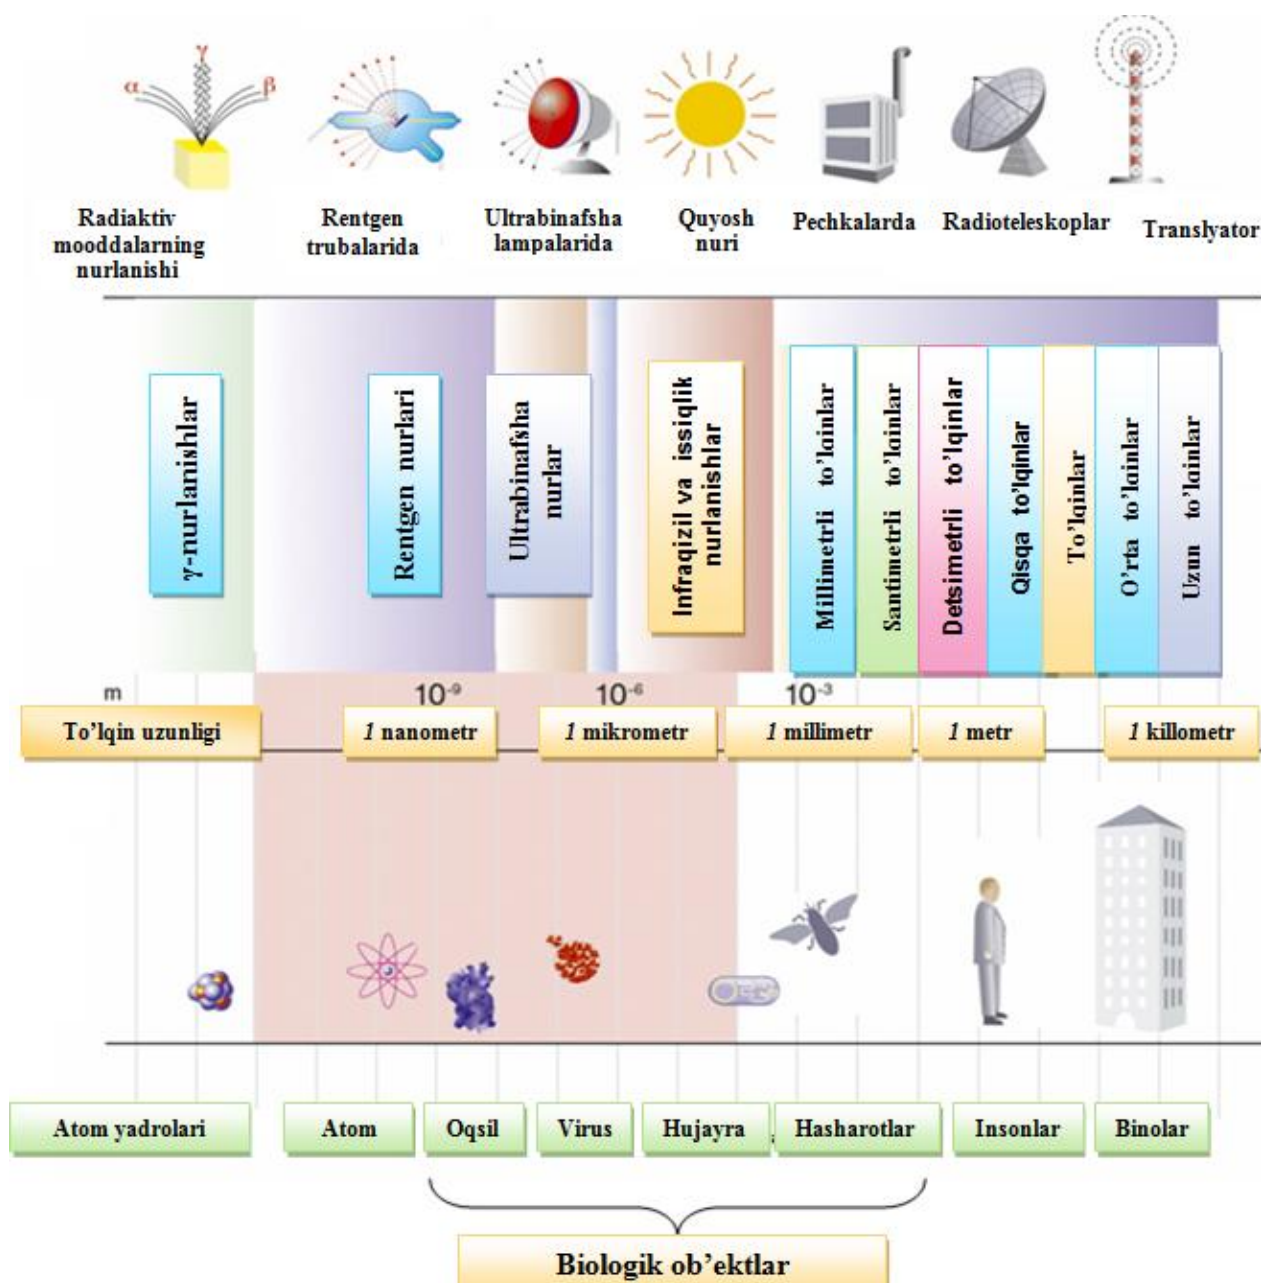 γ
α
β
Radiaktiv
mooddalarning
nurlanishi
Rentgen
trubalarida
Ultrabinafsha
lampalarida
Quyosh
nuri
Pechkalarda
Radioteleskoplar
Translyator
γ-nurlanishlar
Rentgen nurlari
Ultrabinafsha
nurlar
Infraqizil va issiqlik
nurlanishlar
Millimetrli to’lqinlar
Santimetrli to’lqinlar
Detsimetrli to’lqinlar
Qisqa to’lqinlar
To’lqinlar
O’rta to’lqinlar
Uzun to’lqinlar
m
10⁻⁹
10⁻⁶
10⁻³
To’lqin uzunligi
1 nanometr
1 mikrometr
1 millimetr
1 metr
1 killometr
Atom yadrolari
Atom
Oqsil
Virus
Hujayra
Hasharotlar
Insonlar
Binolar
Biologik ob’ektlar